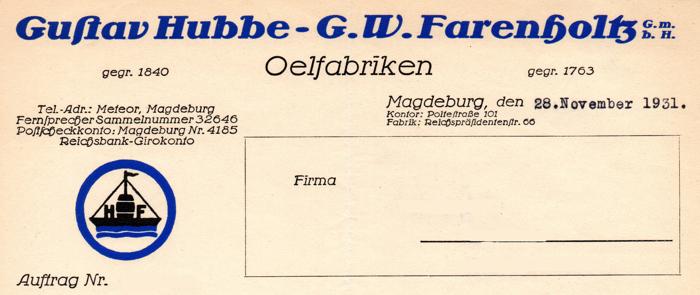 Guſtav Hubbe - G. W. Farenholtz G. m. b. H.
gegr. 1840
Oelfabriken
gegr. 1763
Tel.-Adr.: Meteor, Magdeburg
Fernſprecher Sammelnummer 32646
Poſtſcheckkonto: Magdeburg Nr. 4185
Reichsbank-Girokonto
Magdeburg, den 28.November 1931.
Kontor: Polteſtraße 101
Fabrik: Reichspräſidentenſtr. 66
H F
Firma
Auftrag Nr.